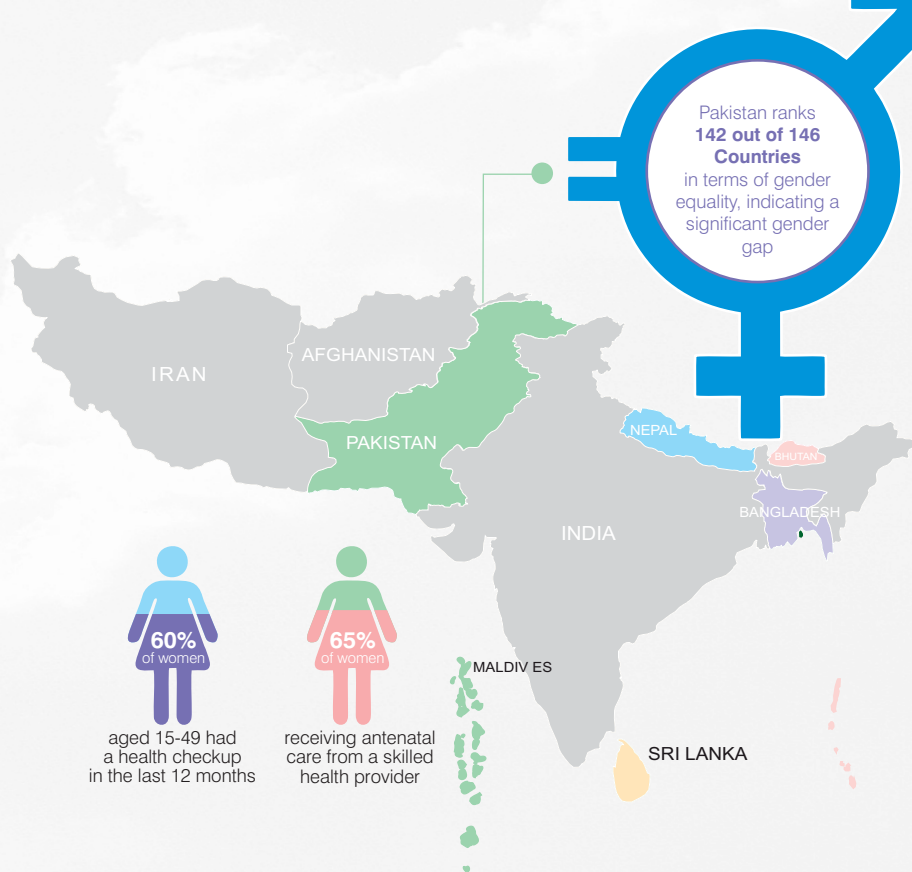 Pakistan ranks
142 out of 146
Countries
in terms of gender
equality, indicating a
significant gender
gap
IRAN
AFGHANISTAN
PAKISTAN
NEPAL
BHUTAN
BANGLADESH
INDIA
60%
of women
aged 15-49 had
a health checkup
in the last 12 months
65%
of women
receiving antenatal
care from a skilled
health provider
MALDIV ES
SRI LANKA